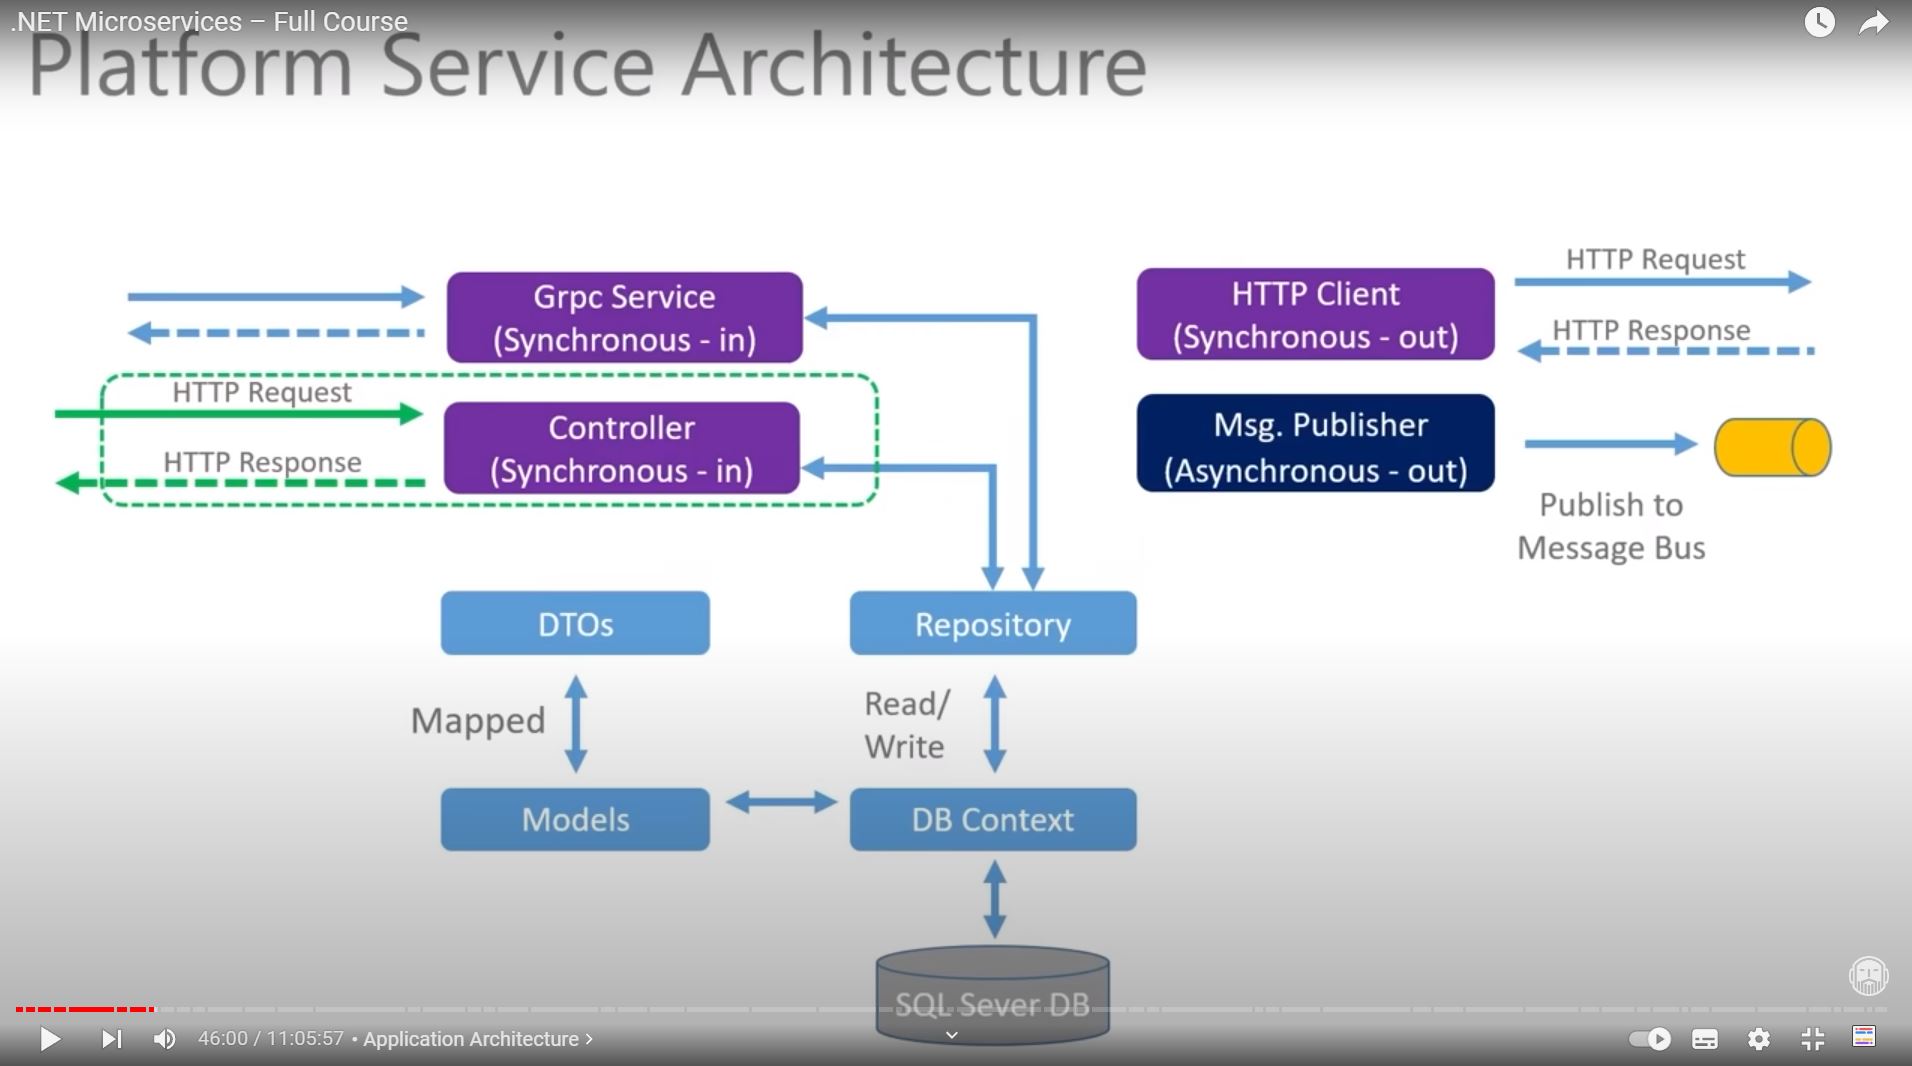 .NET Microservices – Full Course
Platform Service Architecture
Grpc Service
(Synchronous - in)
HTTP Request
HTTP Response
Controller
(Synchronous - in)
HTTP Client
(Synchronous - out)
HTTP Request
HTTP Response
Msg. Publisher
(Asynchronous - out)
Publish to
Message Bus
DTOs
Repository
Mapped
Read/
Write
Models
DB Context
SQL Sever DB
46:00 / 11:05:57 • Application Architecture